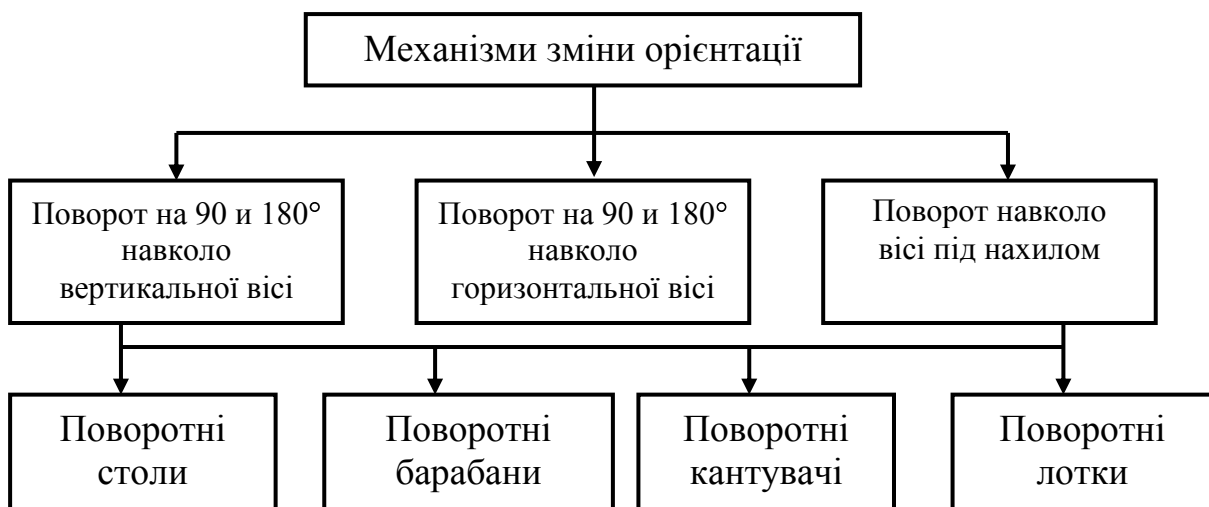 Механізми зміни орієнтації
Поворот на 90 и 180°
навколо
вертикальної вісі
Поворот на 90 и 180°
навколо
горизонтальної вісі
Поворот навколо
вісі під нахилом
Поворотні
столи
Поворотні
барабани
Поворотні
кантувачі
Поворотні
лотки